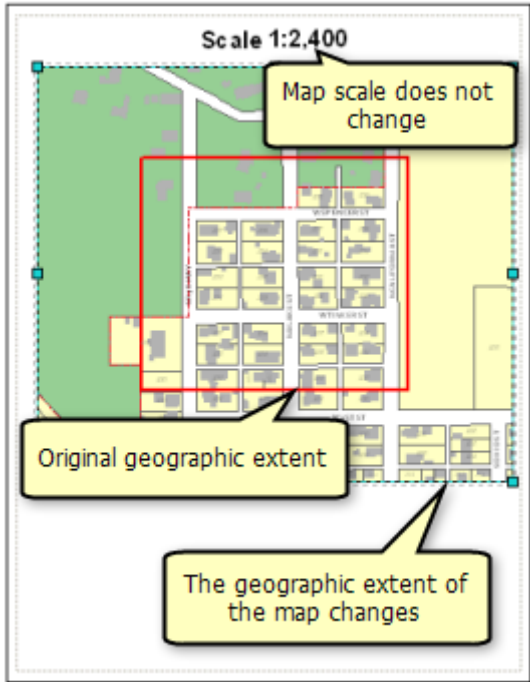 Scale 1:2,400
Map scale does not
change
Original geographic extent
The geographic extent of
the map changes